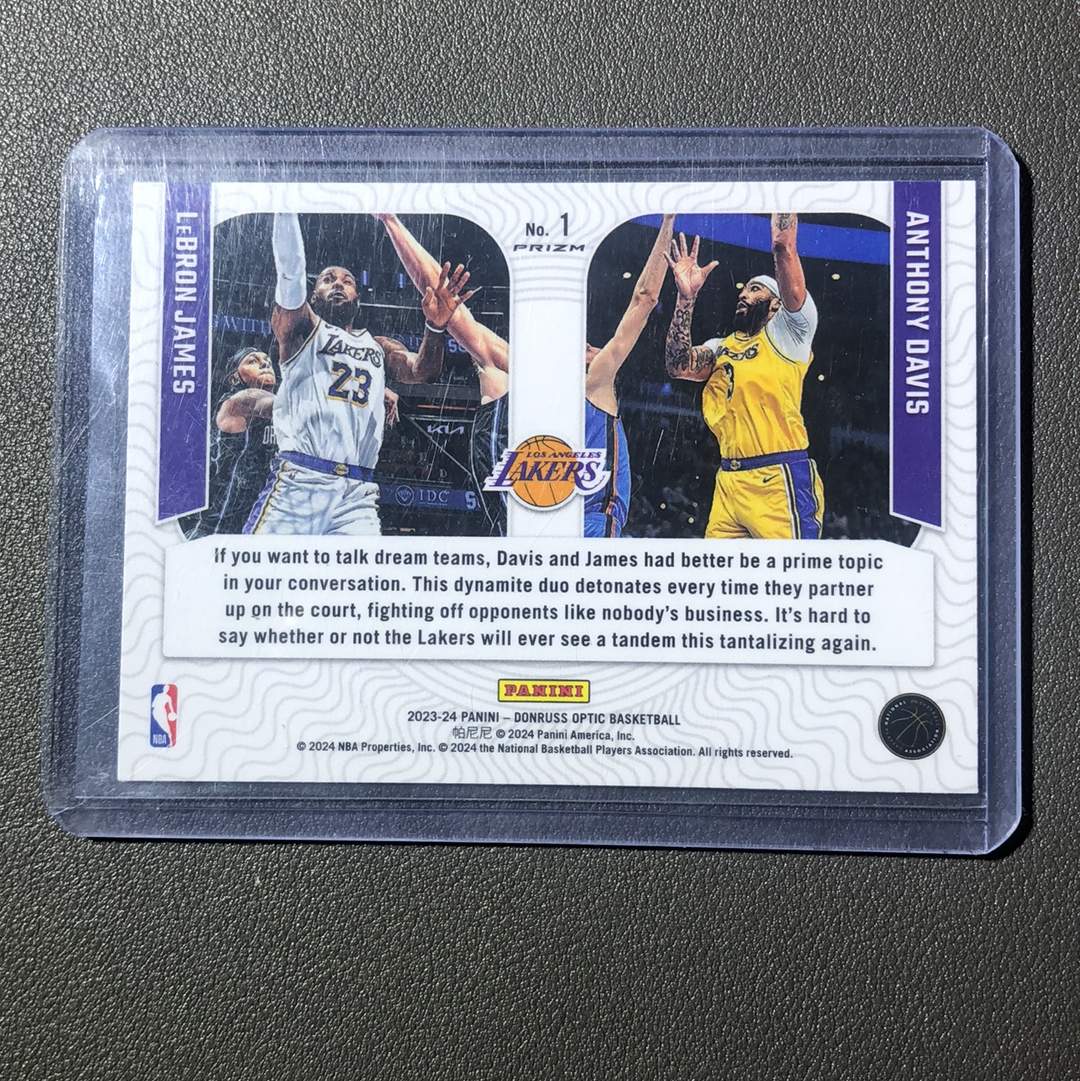 No. 1
PRIZM
LEBRON JAMES
ANTHONY DAVIS
LAKERS
23
KIA
IDC
LOS ANGELES
LAKERS
If you want to talk dream teams, Davis and James had better be a prime topic
in your conversation. This dynamite duo detonates every time they partner
up on the court, fighting off opponents like nobody's business. It's hard to
say whether or not the Lakers will ever see a tandem this tantalizing again.
PANINI
2023-24 PANINI – DONRUSS OPTIC BASKETBALL
帕尼尼 © 2024 Panini America, Inc.
© 2024 NBA Properties, Inc. © 2024 the National Basketball Players Association. All rights reserved.
NBA